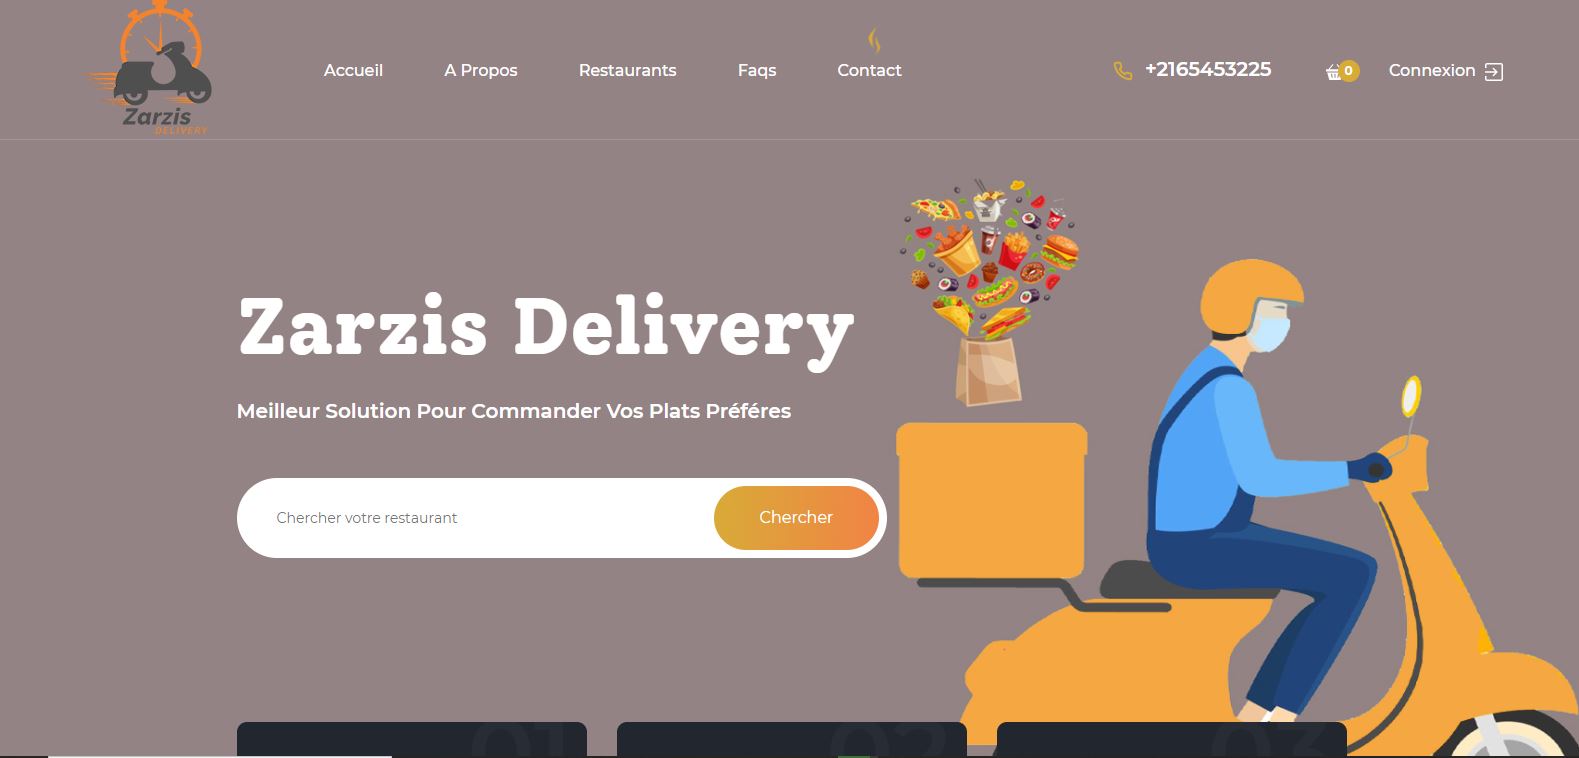 Zarzis
DELIVERY
Accueil
A Propos
Restaurants
Faqs
Contact
+2165453225
0
Connexion
Zarzis Delivery
Meilleur Solution Pour Commander Vos Plats Préféres
Chercher votre restaurant
Chercher
01
02
03